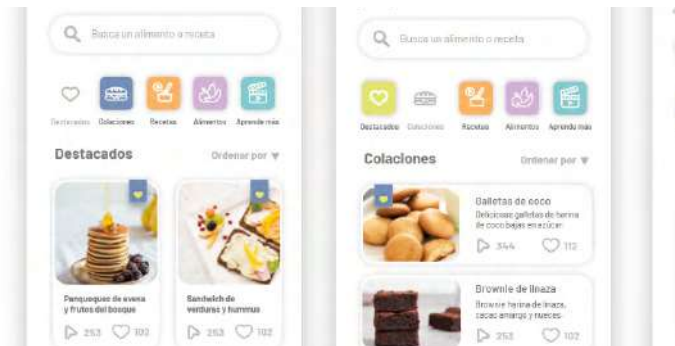 Busca un alimento o receta
Destacados Colaciones Recetas Alimentos Aprende más
Destacados Ordenar por ▼
Panqueques de avena
y frutos del bosque
253 102
Sandwich de
verduras y hummus
253 102
Busca un alimento o receta
Destacados Colaciones Recetas Alimentos Aprende más
Colaciones Ordenar por ▼
Galletas de coco
Deliciosas galletas de harina
de coco bajas en azúcar.
344 112
Brownie de linaza
Brownie harina de linaza,
cacao amargo y nueces.
253 102